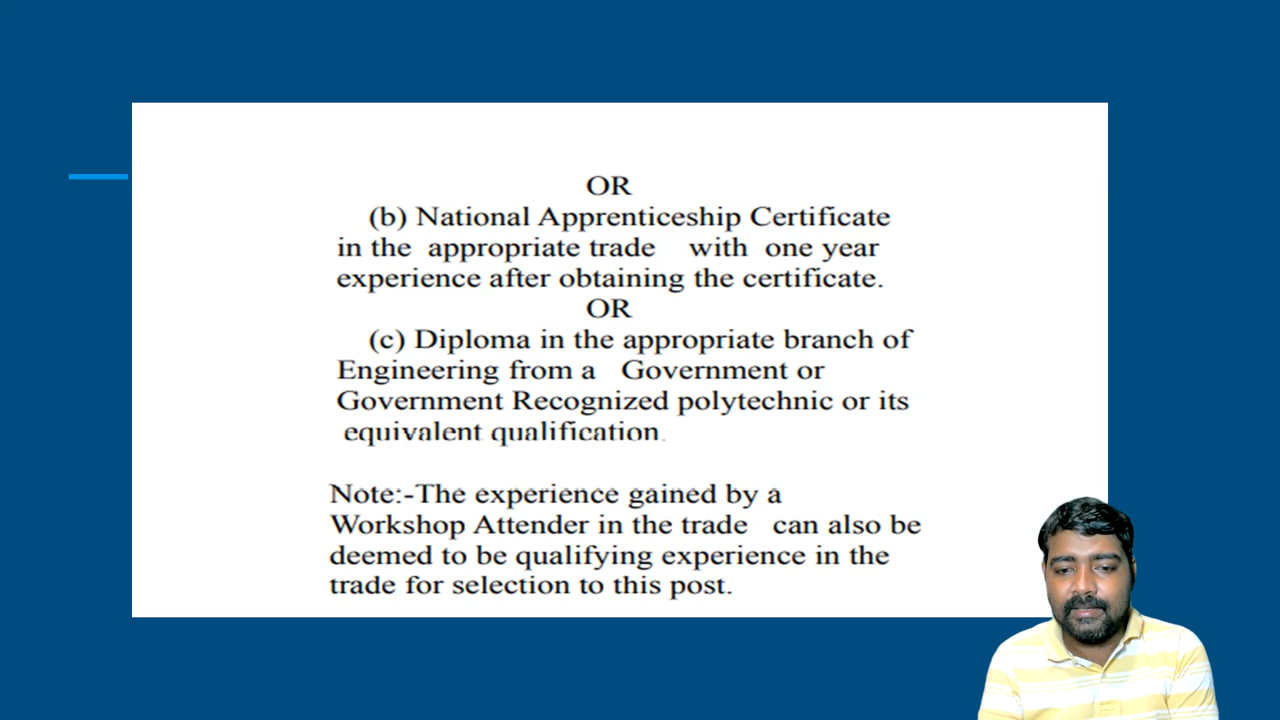 OR
(b) National Apprenticeship Certificate
in the appropriate trade with one year
experience after obtaining the certificate.
OR
(c) Diploma in the appropriate branch of
Engineering from a Government or
Government Recognized polytechnic or its
equivalent qualification.
Note:-The experience gained by a
Workshop Attender in the trade can also be
deemed to be qualifying experience in the
trade for selection to this post.